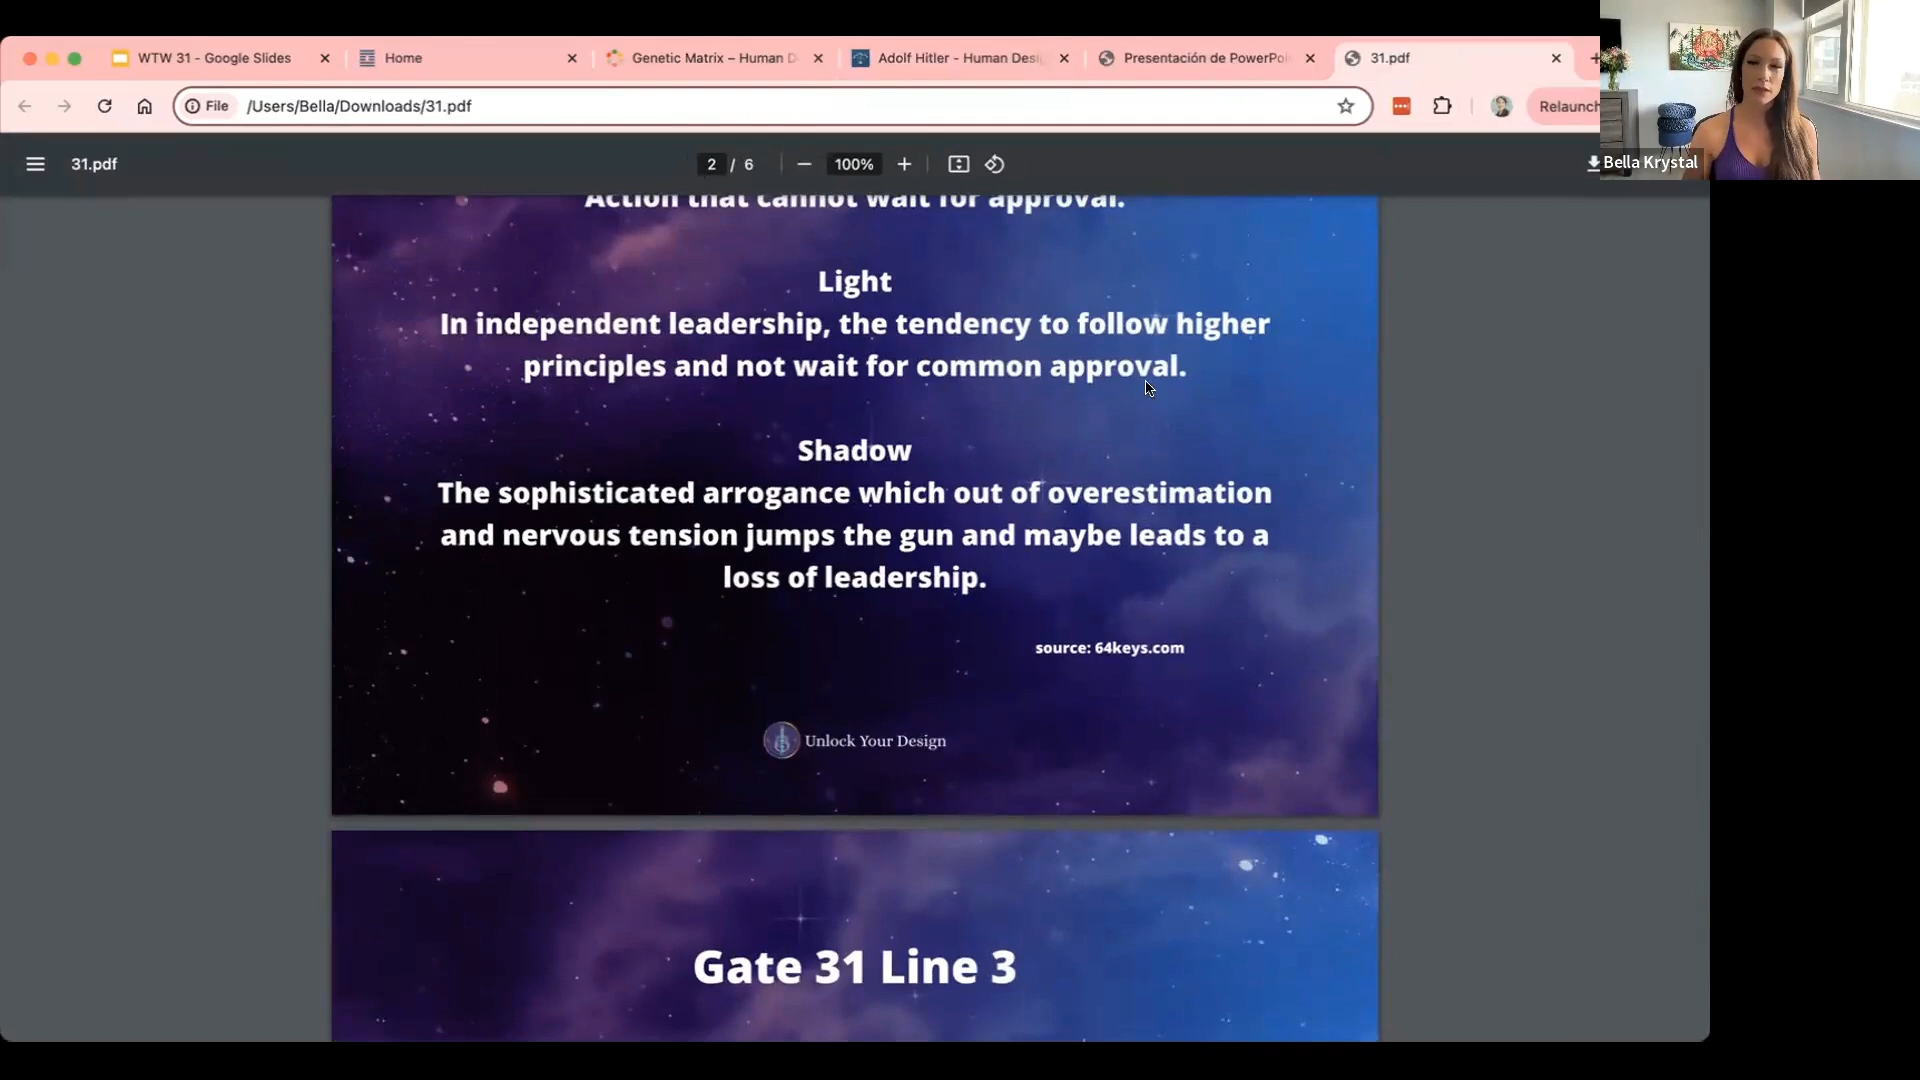 WTW 31 - Google Slides
Home
Genetic Matrix – Human D
Adolf Hitler - Human Desi
Presentación de PowerPoi
31.pdf
File
/Users/Bella/Downloads/31.pdf
Relaunch
31.pdf
2 / 6
100%
Bella Krystal
Action that cannot wait for approval.
Light
In independent leadership, the tendency to follow higher
principles and not wait for common approval.
Shadow
The sophisticated arrogance which out of overestimation
and nervous tension jumps the gun and maybe leads to a
loss of leadership.
source: 64keys.com
Unlock Your Design
Gate 31 Line 3